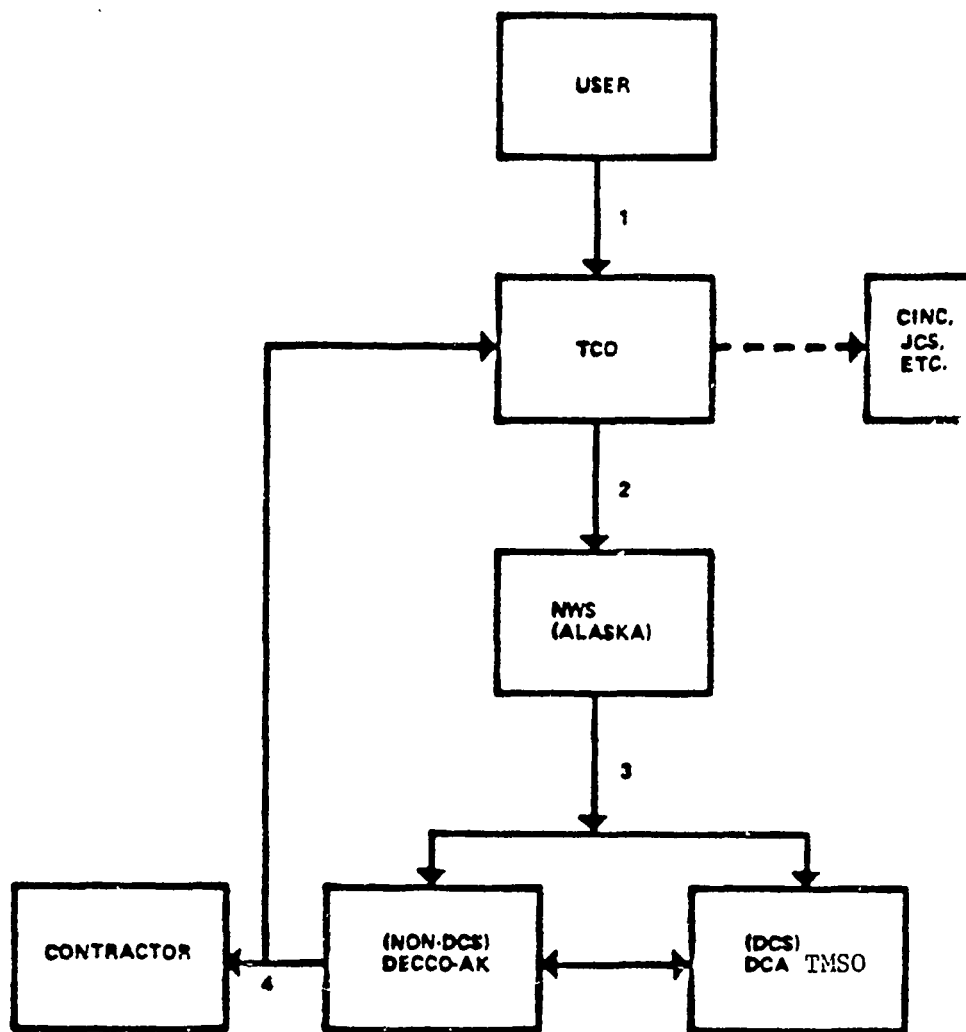 USER
1
TCO
CINC,
JCS,
ETC.
2
NWS
(ALASKA)
3
CONTRACTOR
4
(NON-DCS)
DECCO-AK
(DCS)
DCA TMSO